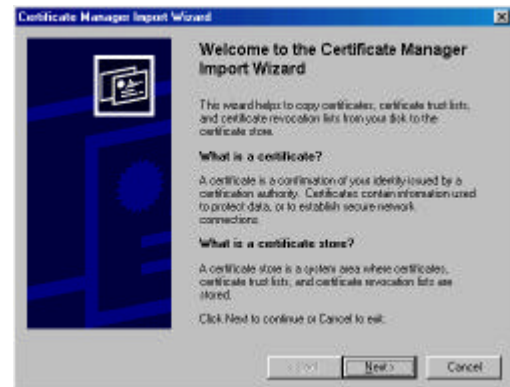 Certificate Manager Import Wizard
Welcome to the Certificate Manager
Import Wizard
This wizard helps to copy certificates, certificate trust lists,
and certificate revocation lists from your disk to the
certificate store.
What is a certificate?
A certificate is a confirmation of your identity issued by a
certification authority. Certificates contain information used
to protect data, or to establish secure network
connections.
What is a certificate store?
A certificate store is a system area where certificates,
certificate trust lists, and certificate revocation lists are
stored.
Click Next to continue or Cancel to exit.
Next >
Cancel